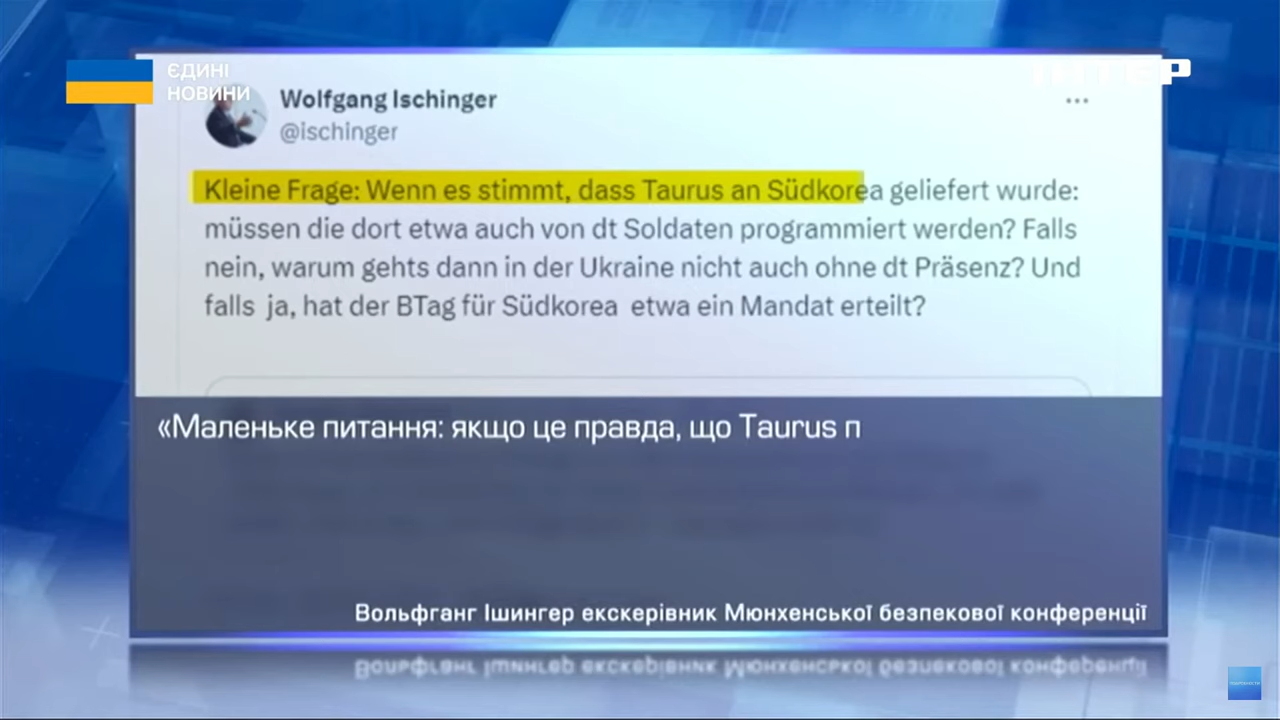 ЄДИНІ
НОВИНИ
ІНТЕР
Wolfgang Ischinger
@ischinger
Kleine Frage: Wenn es stimmt, dass Taurus an Südkorea geliefert wurde:
müssen die dort etwa auch von dt Soldaten programmiert werden? Falls
nein, warum gehts dann in der Ukraine nicht auch ohne dt Präsenz? Und
falls ja, hat der BTag für Südkorea etwa ein Mandat erteilt?
«Маленьке питання: якщо це правда, що Taurus п
Вольфганг Ішингер екскерівник Мюнхенської безпекової конференції